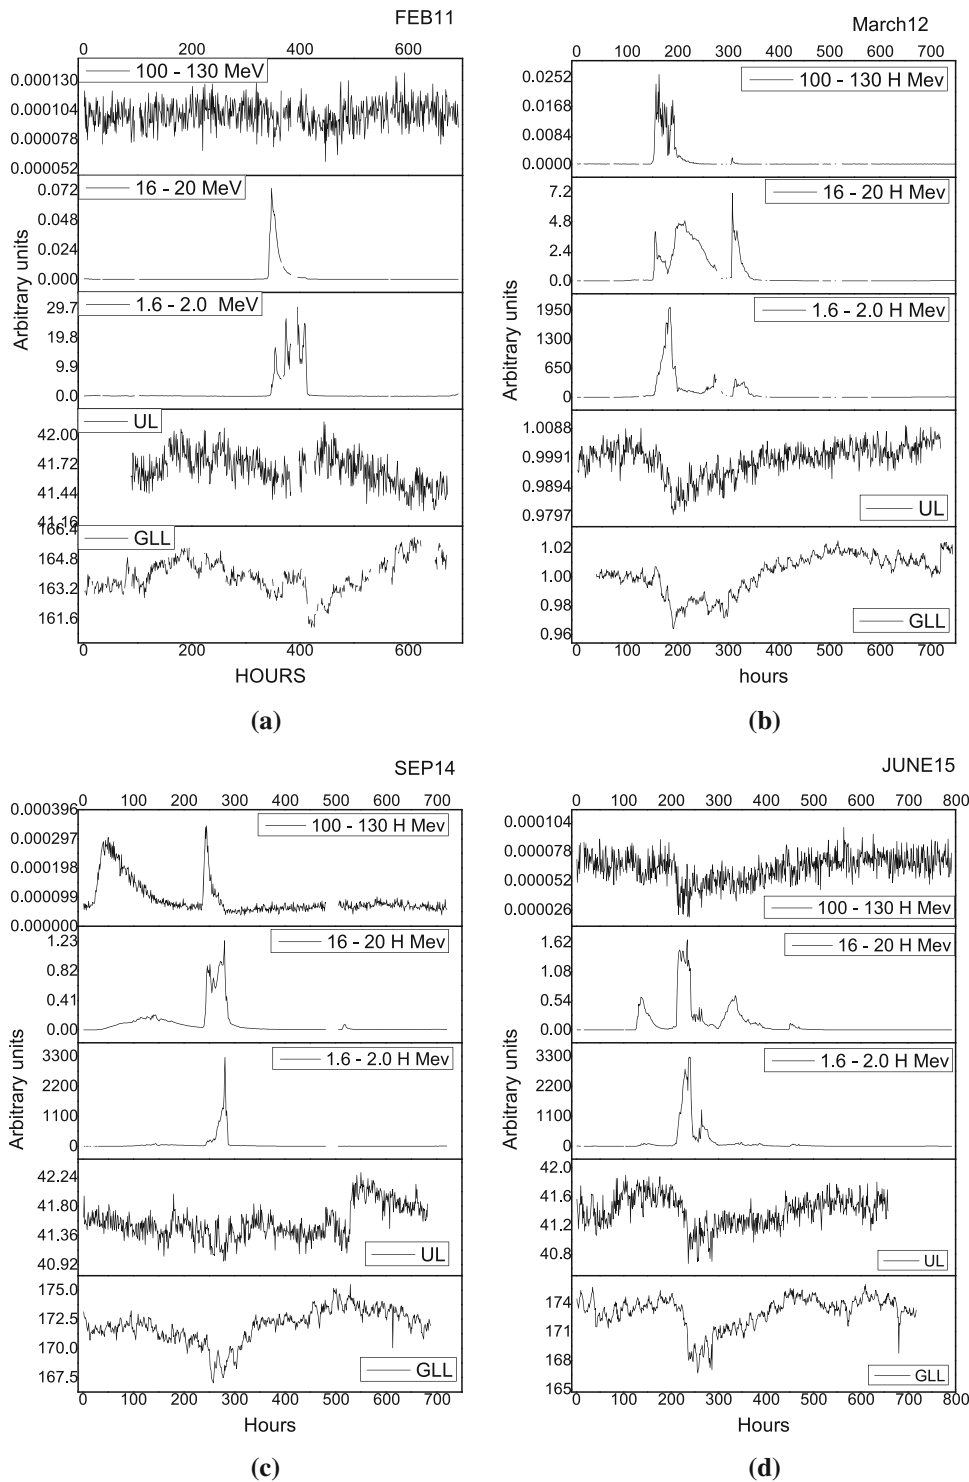 FEB11
0 200 400 600
100 - 130 MeV
0.000130
0.000104
0.000078
0.000052
16 - 20 MeV
0.072
0.048
0.024
0.000
1.6 - 2.0 MeV
29.7
19.8
9.9
0.0
UL
42.00
41.72
41.44
41.16
GLL
166.4
164.8
163.2
161.6
Arbitrary units
0 200 400 600
HOURS
(a)
March12
0 100 200 300 400 500 600 700
100 - 130 H Mev
0.0252
0.0168
0.0084
0.0000
16 - 20 H Mev
7.2
4.8
2.4
0.0
1.6 - 2.0 H Mev
1950
1300
650
0
1.0088
0.9991
0.9894
0.9797
UL
1.02
1.00
0.98
0.96
GLL
Arbitrary units
0 100 200 300 400 500 600 700
hours
(b)
SEP14
0 100 200 300 400 500 600 700
0.000396
0.000297
0.000198
0.000099
0.000000
100 - 130 H Mev
16 - 20 H Mev
1.23
0.82
0.41
0.00
1.6 - 2.0 H Mev
3300
2200
1100
0
42.24
41.80
41.36
40.92
UL
175.0
172.5
170.0
167.5
GLL
Arbitrary units
0 100 200 300 400 500 600 700
Hours
(c)
JUNE15
0 100 200 300 400 500 600 700 800
0.000104
0.000078
0.000052
0.000026
100 - 130 H Mev
16 - 20 H Mev
1.62
1.08
0.54
0.00
1.6 - 2.0 H Mev
3300
2200
1100
0
42.0
41.6
41.2
40.8
UL
174
171
168
165
GLL
Arbitrary units
0 100 200 300 400 500 600 700 800
Hours
(d)